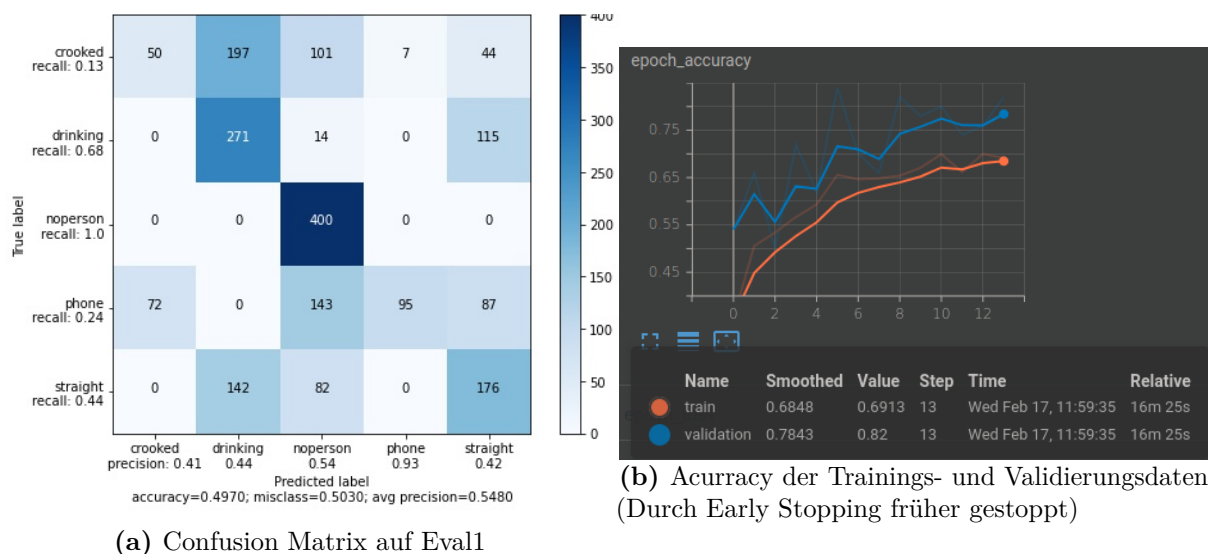 True label
crooked
recall: 0.13
50 197 101 7 44
drinking
recall: 0.68
0 271 14 0 115
noperson
recall: 1.0
0 0 400 0 0
phone
recall: 0.24
72 0 143 95 87
straight
recall: 0.44
0 142 82 0 176
crooked drinking noperson phone straight
precision: 0.41 0.44 0.54 0.93 0.42
Predicted label
accuracy=0.4970; misclass=0.5030; avg precision=0.5480
400
350
300
250
200
150
100
50
0
(a) Confusion Matrix auf Eval1
epoch_accuracy
0.75
0.65
0.55
0.45
0 2 4 6 8 10 12
Name Smoothed Value Step Time Relative
train 0.6848 0.6913 13 Wed Feb 17, 11:59:35 16m 25s
validation 0.7843 0.82 13 Wed Feb 17, 11:59:35 16m 25s
(b) Acurracy der Trainings- und Validierungsdaten
(Durch Early Stopping früher gestoppt)